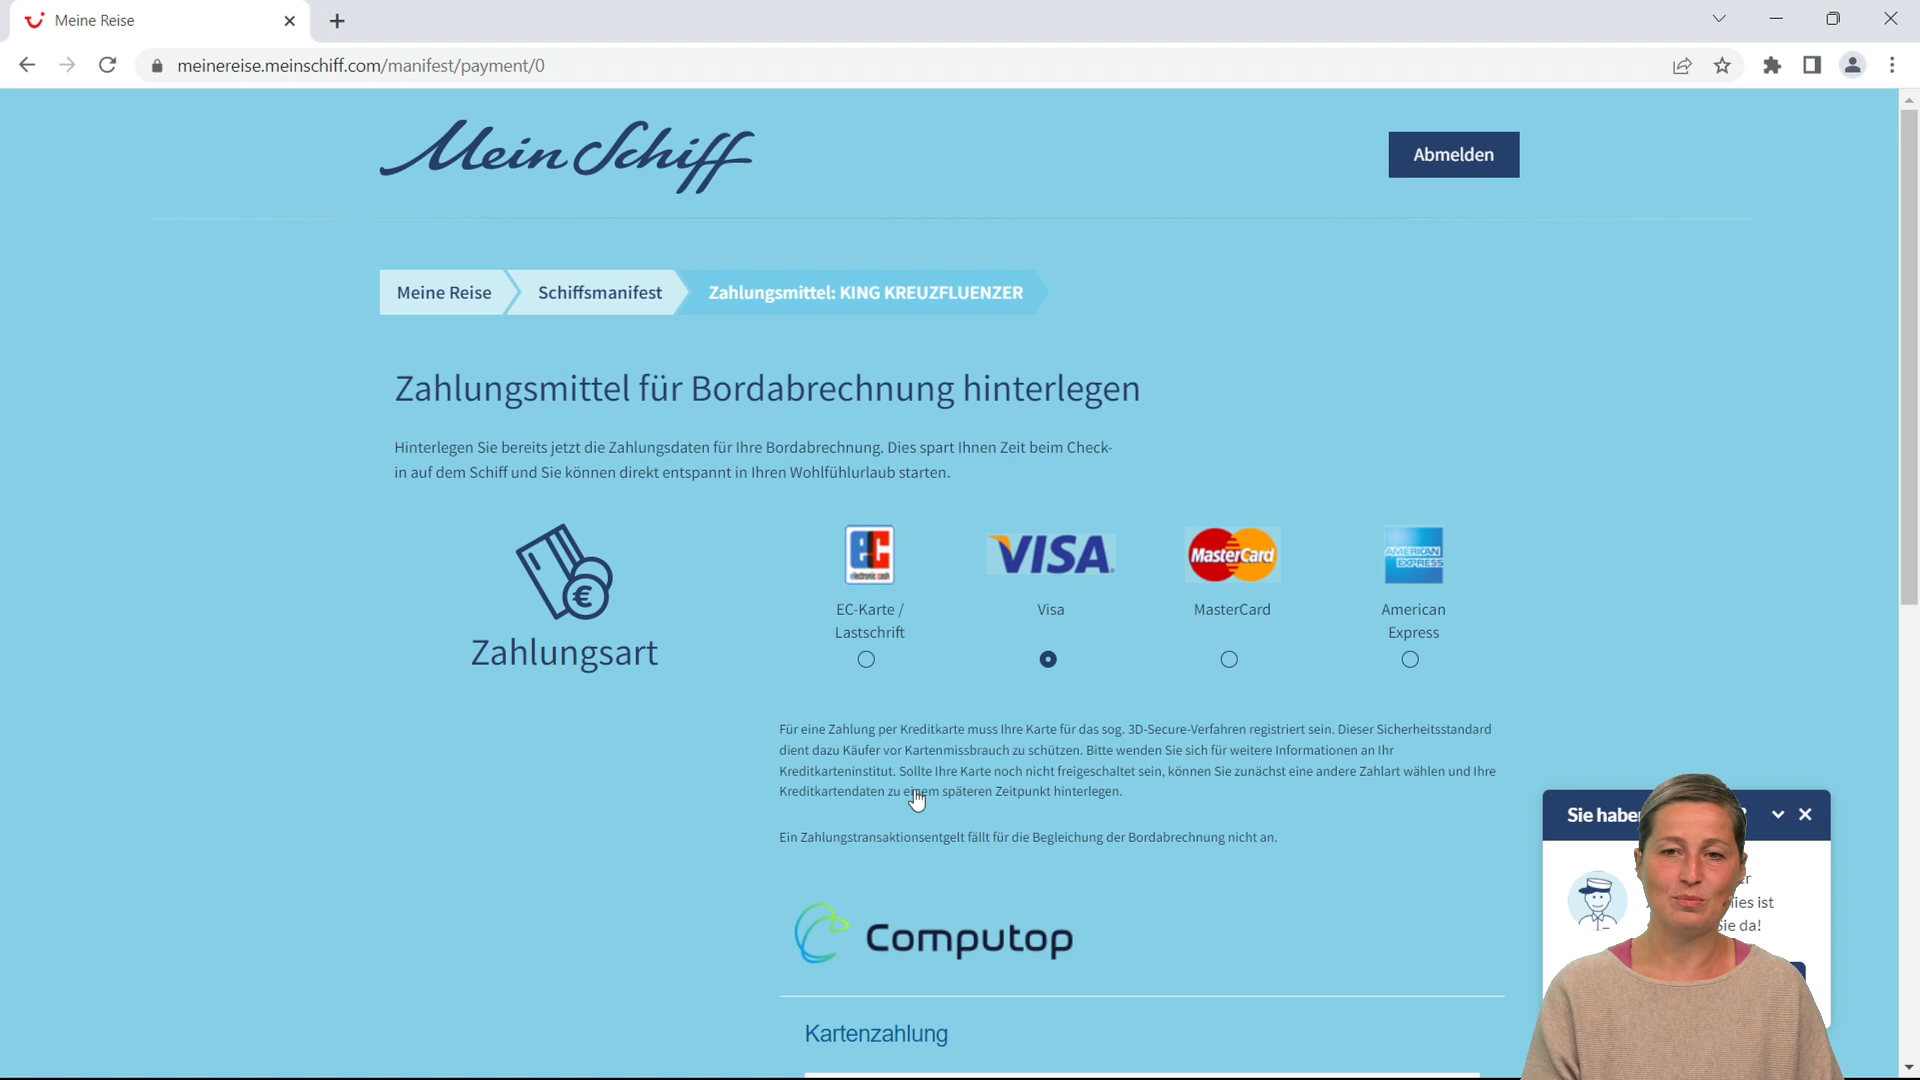 Meine Reise
meinereise.meinschiff.com/manifest/payment/0
Mein Schiff
Abmelden
Meine Reise
Schiffsmanifest
Zahlungsmittel: KING KREUZFLUENZER
Zahlungsmittel für Bordabrechnung hinterlegen
Hinterlegen Sie bereits jetzt die Zahlungsdaten für Ihre Bordabrechnung. Dies spart Ihnen Zeit beim Check-
in auf dem Schiff und Sie können direkt entspannt in Ihren Wohlfühlurlaub starten.
Zahlungsart
EC electronic cash
VISA
MasterCard
AMERICAN EXPRESS
EC-Karte /
Lastschrift
Visa
MasterCard
American
Express
Für eine Zahlung per Kreditkarte muss Ihre Karte für das sog. 3D-Secure-Verfahren registriert sein. Dieser Sicherheitsstandard
dient dazu Käufer vor Kartenmissbrauch zu schützen. Bitte wenden Sie sich für weitere Informationen an Ihr
Kreditkarteninstitut. Sollte Ihre Karte noch nicht freigeschaltet sein, können Sie zunächst eine andere Zahlart wählen und Ihre
Kreditkartendaten zu einem späteren Zeitpunkt hinterlegen.
Ein Zahlungstransaktionsentgelt fällt für die Begleichung der Bordabrechnung nicht an.
Computop
Kartenzahlung
Sie
ist
da!